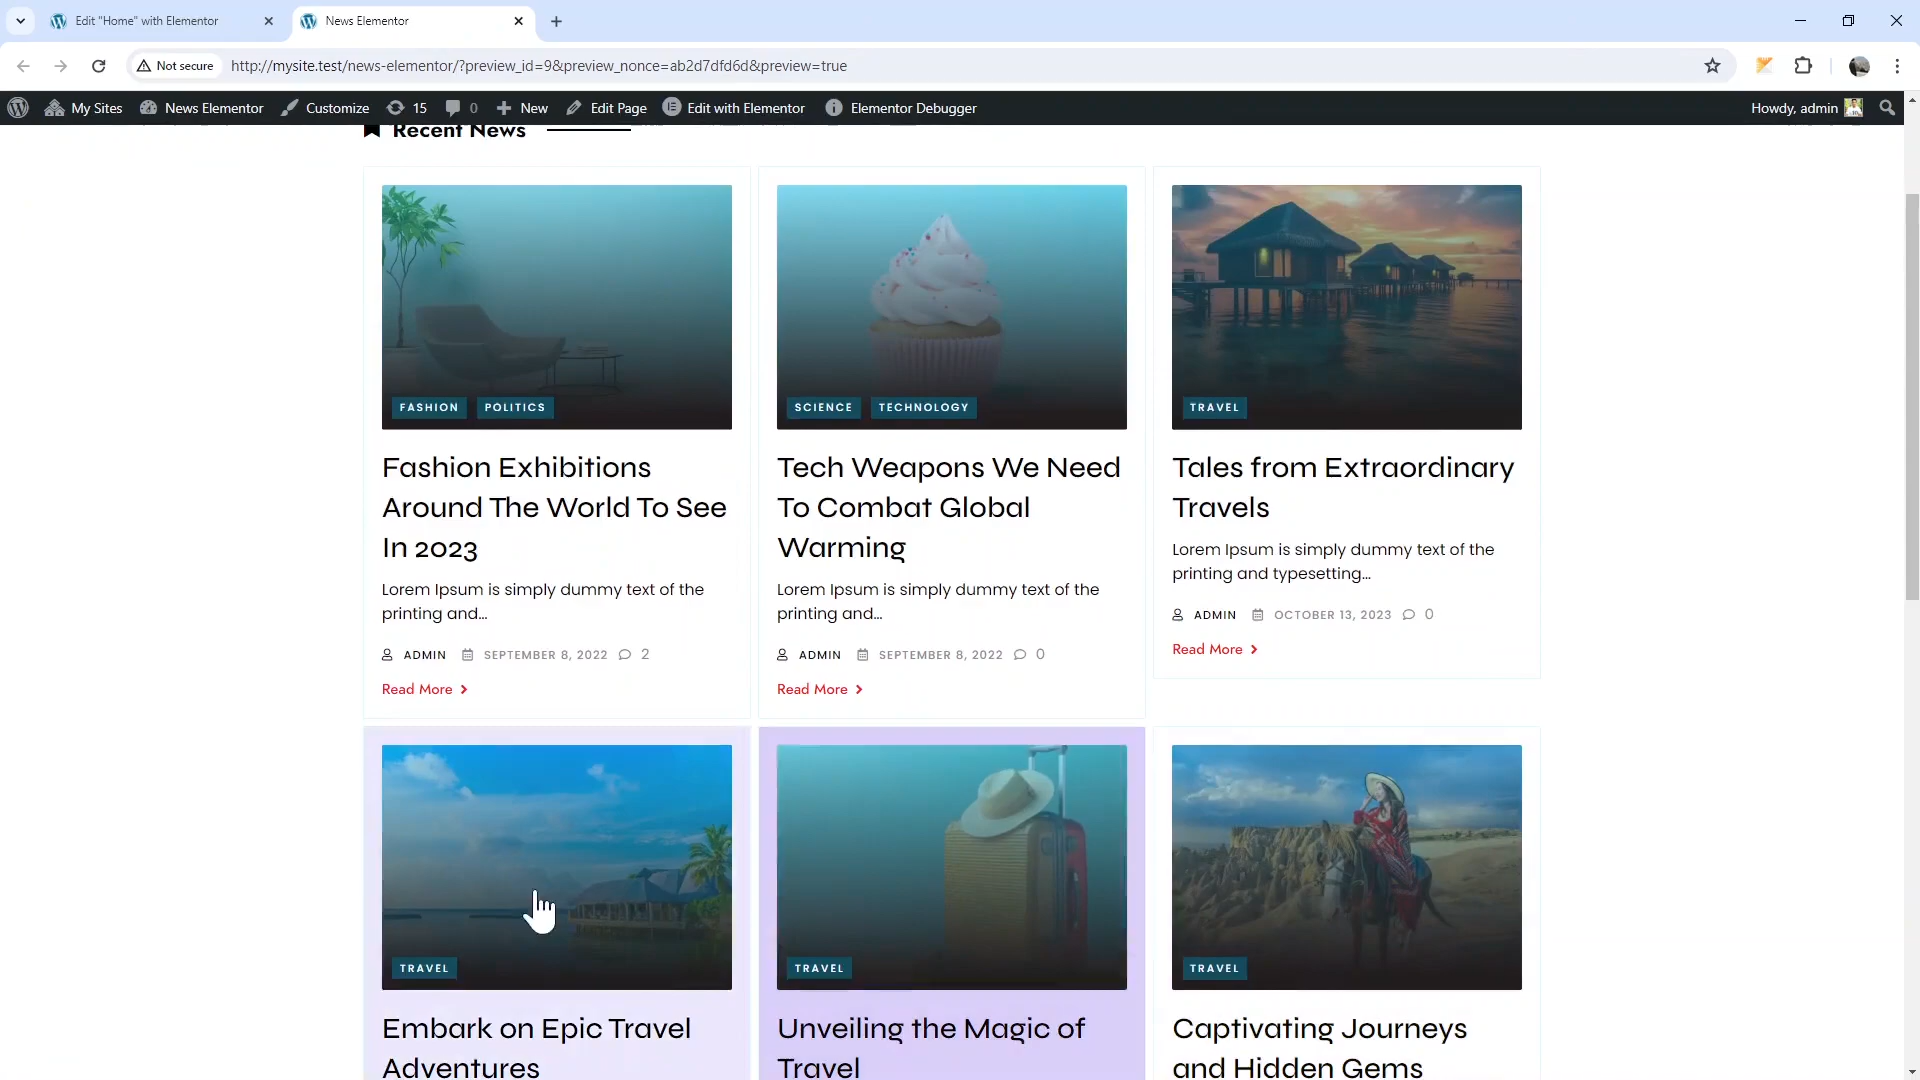 Edit "Home" with Elementor
News Elementor
Not secure
http://mysite.test/news-elementor/?preview_id=9&preview_nonce=ab2d7dfd6d&preview=true
My Sites News Elementor Customize 15 0 New Edit Page Edit with Elementor Elementor Debugger Howdy, admin
Recent News
FASHION POLITICS
SCIENCE TECHNOLOGY
TRAVEL
Fashion Exhibitions
Around The World To See
In 2023
Lorem Ipsum is simply dummy text of the
printing and...
ADMIN SEPTEMBER 8, 2022 2
Read More
Tech Weapons We Need
To Combat Global
Warming
Lorem Ipsum is simply dummy text of the
printing and...
ADMIN SEPTEMBER 8, 2022 0
Read More
Tales from Extraordinary
Travels
Lorem Ipsum is simply dummy text of the
printing and typesetting...
ADMIN OCTOBER 13, 2023 0
Read More
TRAVEL
Embark on Epic Travel
Adventures
TRAVEL
Unveiling the Magic of
Travel
TRAVEL
Captivating Journeys
and Hidden Gems